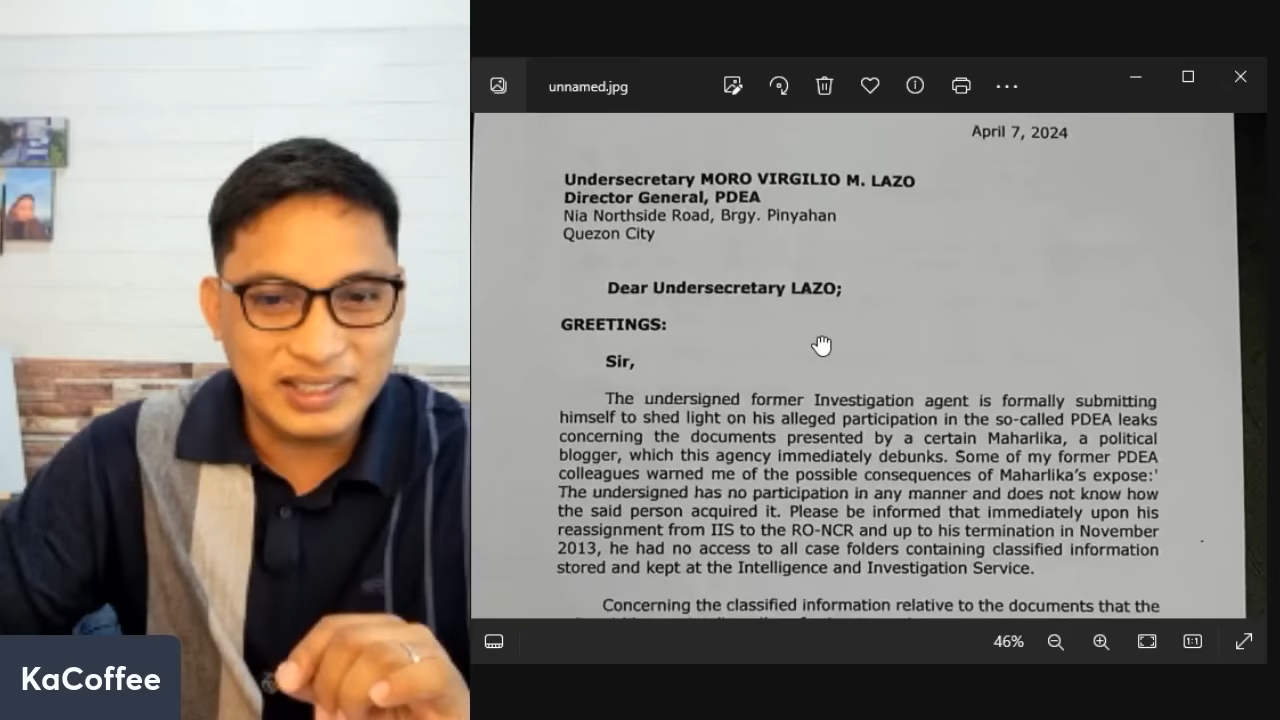 unnamed.jpg
April 7, 2024
Undersecretary MORO VIRGILIO M. LAZO
Director General, PDEA
Nia Northside Road, Brgy. Pinyahan
Quezon City
Dear Undersecretary LAZO;
GREETINGS:
Sir,
The undersigned former Investigation agent is formally submitting
himself to shed light on his alleged participation in the so-called PDEA leaks
concerning the documents presented by a certain Maharlika, a political
blogger, which this agency immediately debunks. Some of my former PDEA
colleagues warned me of the possible consequences of Maharlika's expose:'
The undersigned has no participation in any manner and does not know how
the said person acquired it. Please be informed that immediately upon his
reassignment from IIS to the RO-NCR and up to his termination in November
2013, he had no access to all case folders containing classified information
stored and kept at the Intelligence and Investigation Service.
Concerning the classified information relative to the documents that the
46%
1:1
KaCoffee